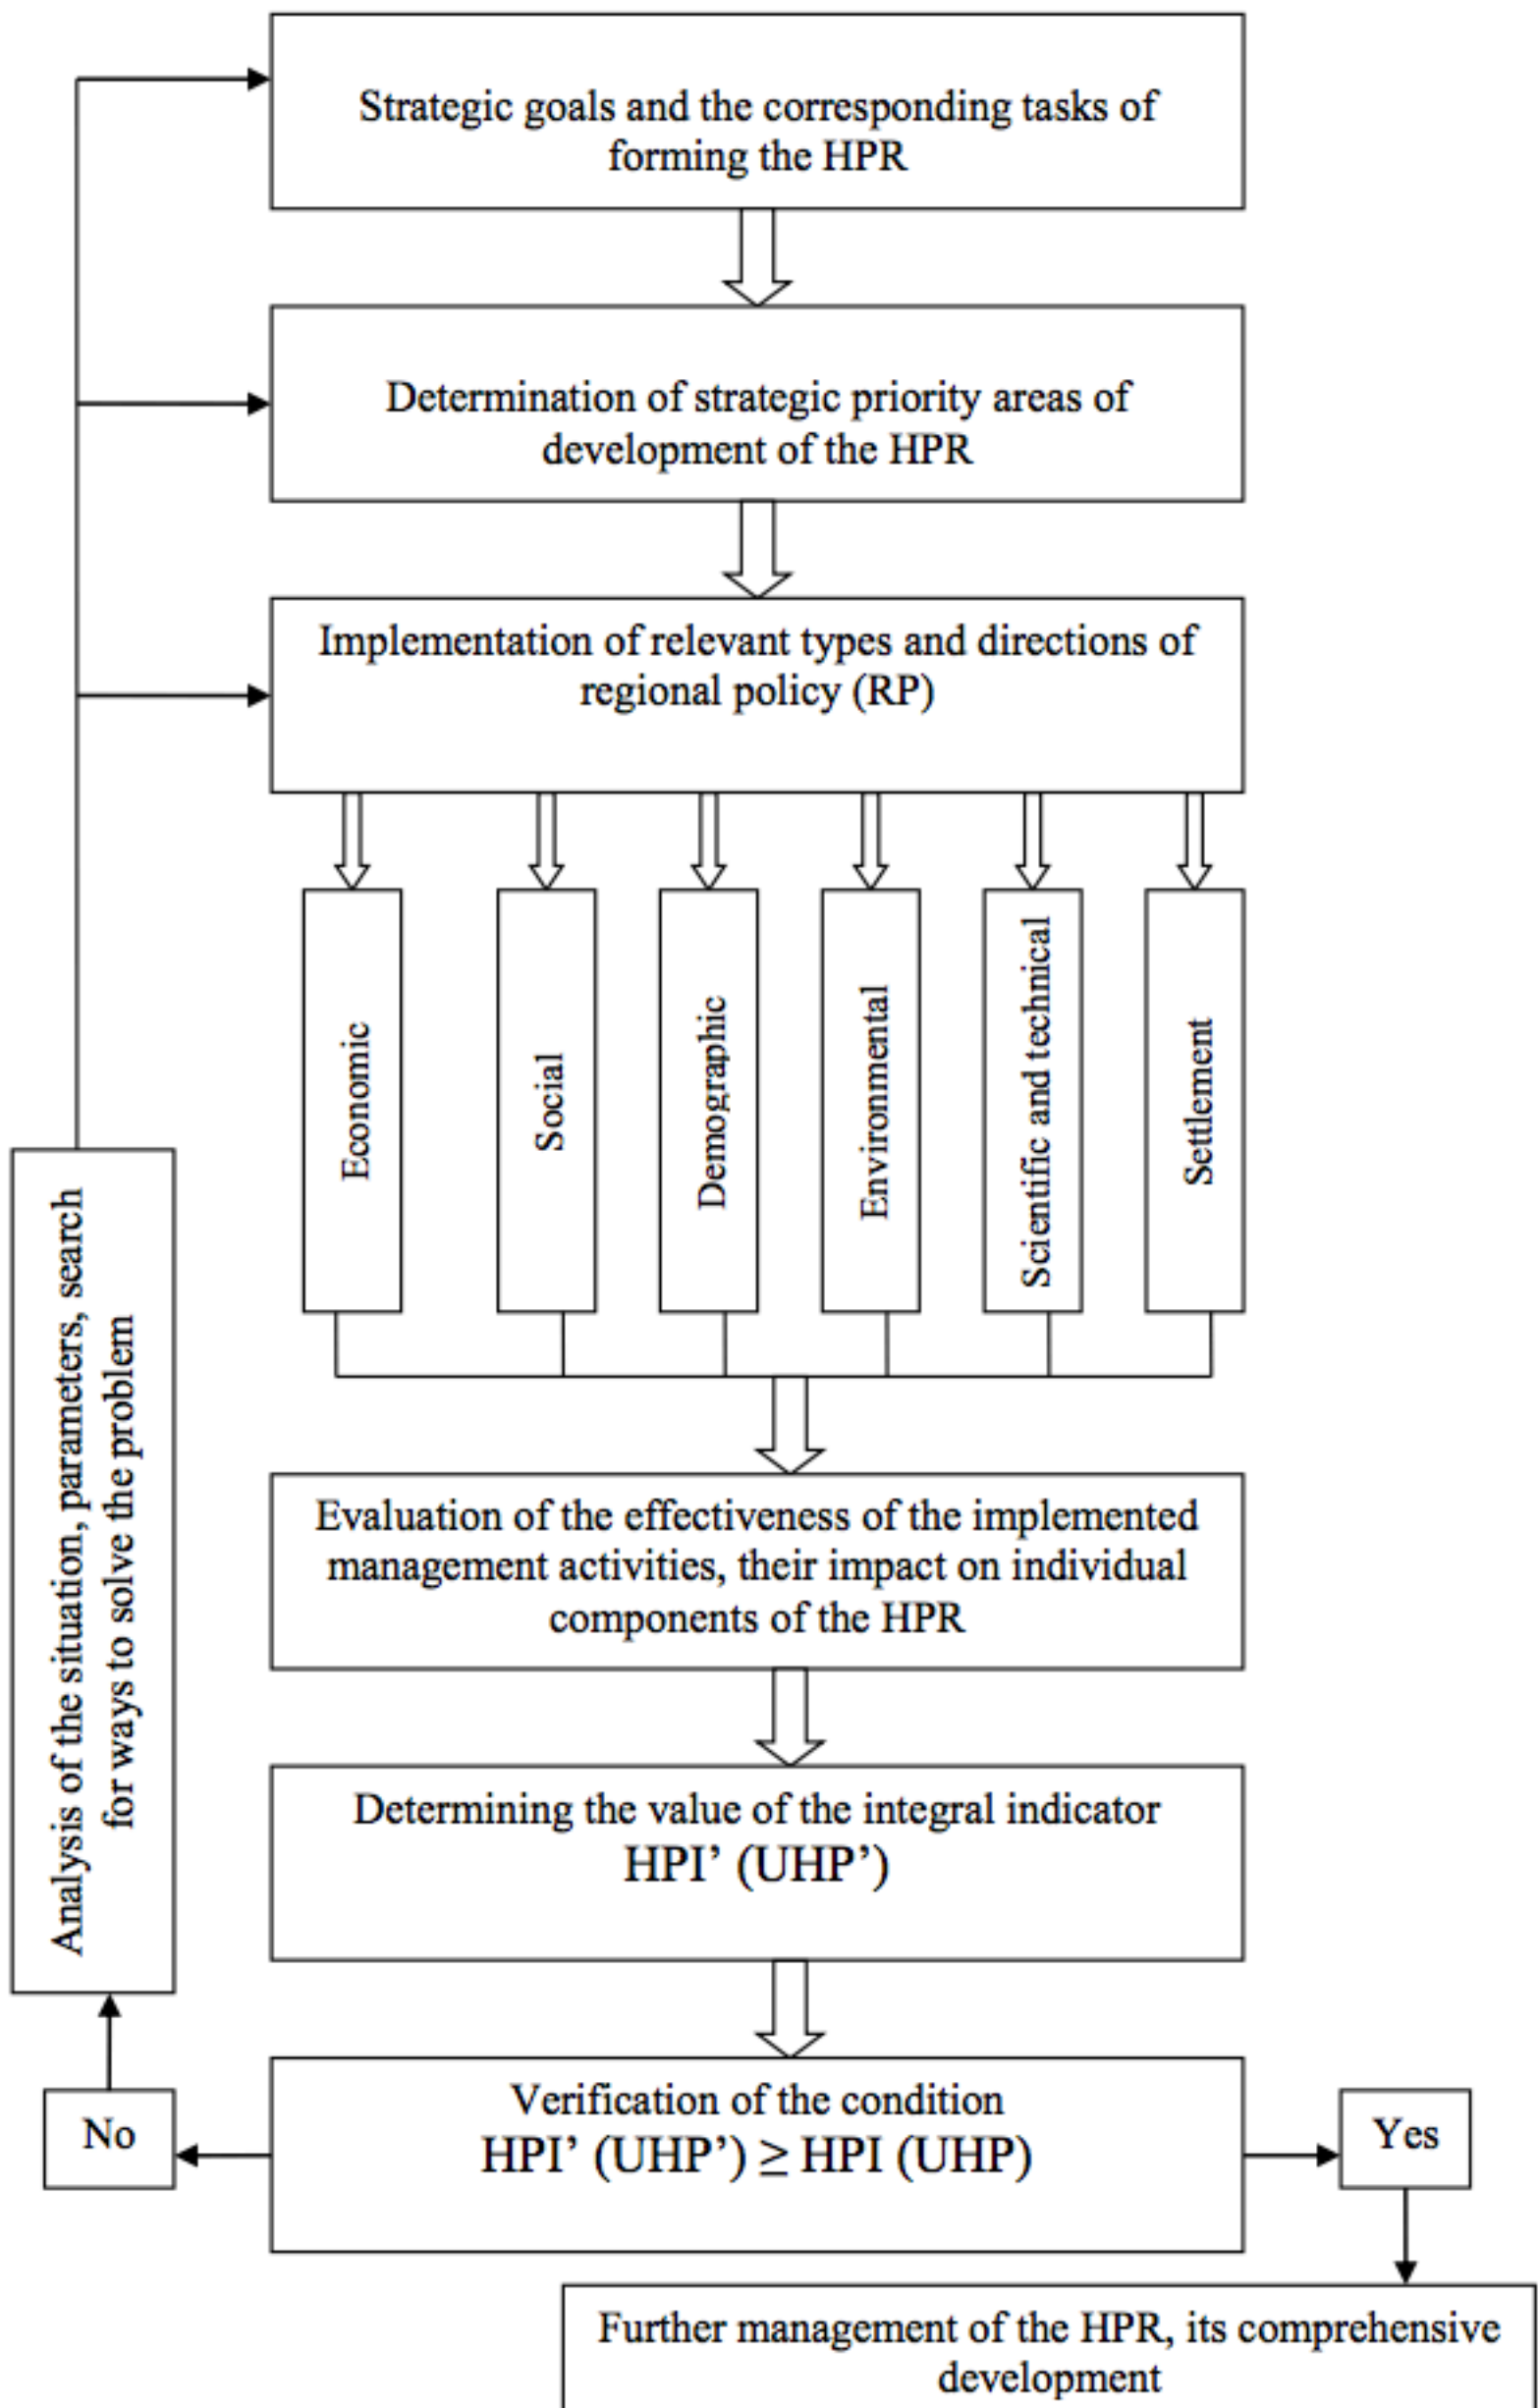 Strategic goals and the corresponding tasks of
forming the HPR
Determination of strategic priority areas of
development of the HPR
Implementation of relevant types and directions of
regional policy (RP)
Economic
Social
Demographic
Environmental
Scientific and technical
Settlement
Analysis of the situation, parameters, search
for ways to solve the problem
Evaluation of the effectiveness of the implemented
management activities, their impact on individual
components of the HPR
Determining the value of the integral indicator
HPI’ (UHP’)
Verification of the condition
HPI’ (UHP’) ≥ HPI (UHP)
No
Yes
Further management of the HPR, its comprehensive
development